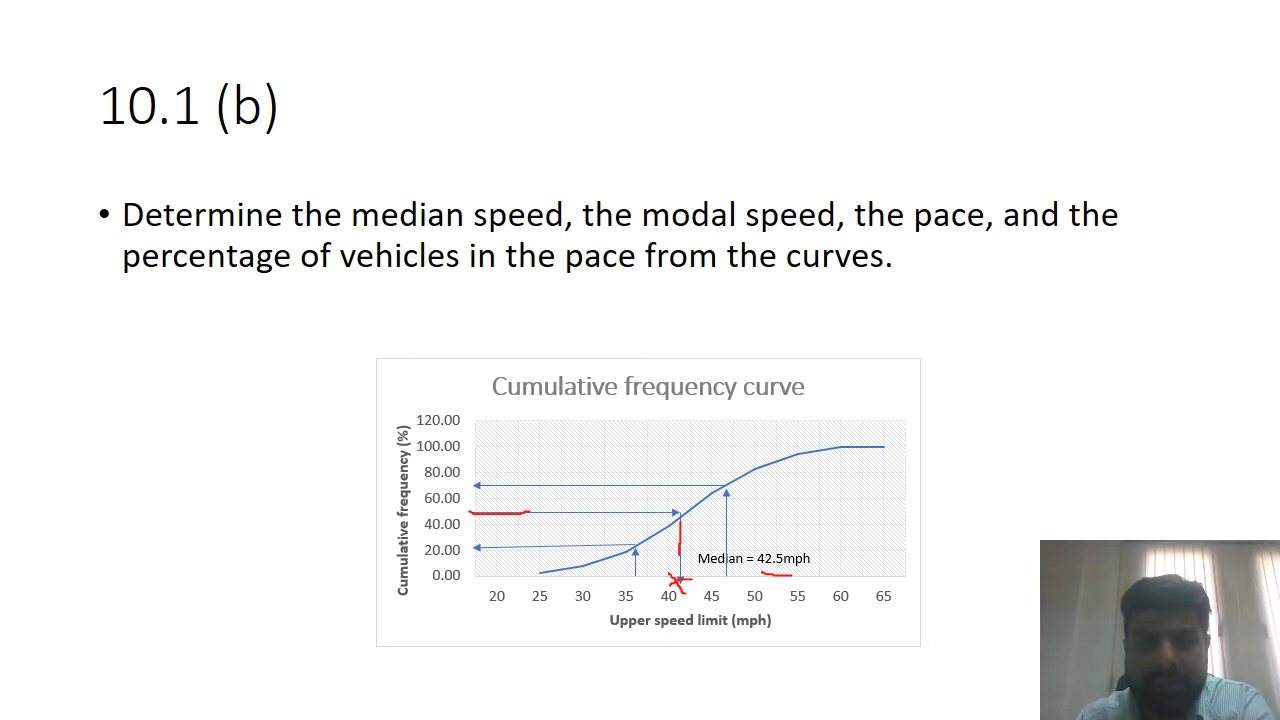 10.1 (b)
• Determine the median speed, the modal speed, the pace, and the
percentage of vehicles in the pace from the curves.
Cumulative frequency curve
Cumulative frequency (%)
120.00
100.00
80.00
60.00
40.00
20.00
0.00
Median = 42.5mph
20 25 30 35 40 45 50 55 60 65
Upper speed limit (mph)